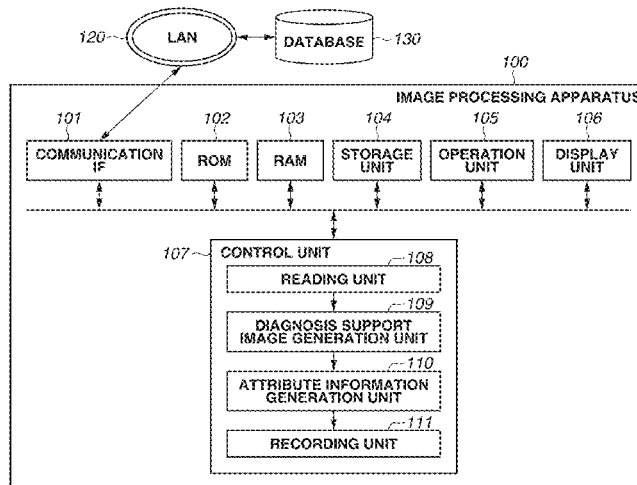 120
LAN
DATABASE
130
100
IMAGE PROCESSING APPARATUS
101
102
103
104
105
106
COMMUNICATION
IF
ROM
RAM
STORAGE
UNIT
OPERATION
UNIT
DISPLAY
UNIT
107
CONTROL UNIT
108
READING UNIT
109
DIAGNOSIS SUPPORT
IMAGE GENERATION UNIT
110
ATTRIBUTE INFORMATION
GENERATION UNIT
111
RECORDING UNIT